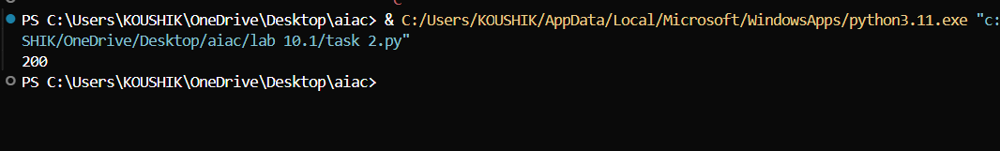 PS C:\Users\KOUSHIK\OneDrive\Desktop\aiac> & C:/Users/KOUSHIK/AppData/Local/Microsoft/WindowsApps/python3.11.exe "c:
SHIK/OneDrive/Desktop/aiac/lab 10.1/task 2.py"
200
PS C:\Users\KOUSHIK\OneDrive\Desktop\aiac>